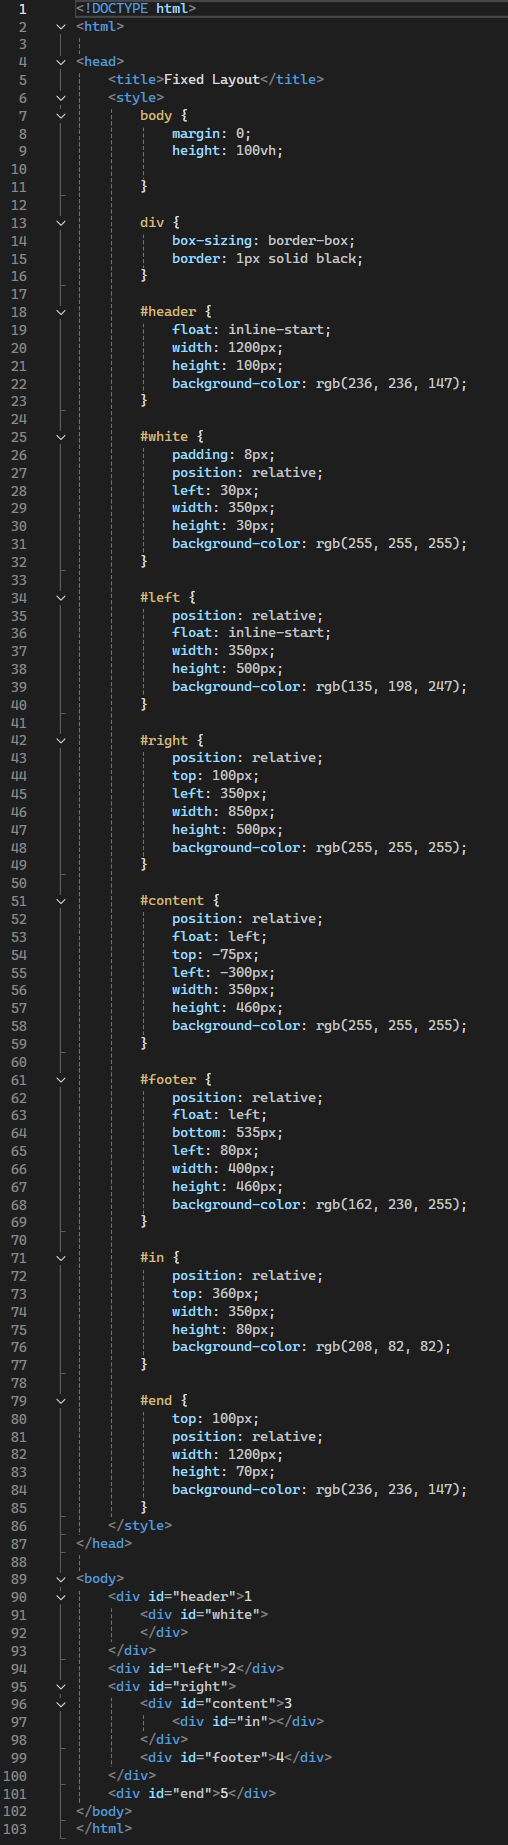 1 <!DOCTYPE html>
2 <html>
3
4 <head>
5     <title>Fixed Layout</title>
6     <style>
7         body {
8             margin: 0;
9             height: 100vh;
10
11         }
12
13         div {
14             box-sizing: border-box;
15             border: 1px solid black;
16         }
17
18         #header {
19             float: inline-start;
20             width: 1200px;
21             height: 100px;
22             background-color: rgb(236, 236, 147);
23         }
24
25         #white {
26             padding: 8px;
27             position: relative;
28             left: 30px;
29             width: 350px;
30             height: 30px;
31             background-color: rgb(255, 255, 255);
32         }
33
34         #left {
35             position: relative;
36             float: inline-start;
37             width: 350px;
38             height: 500px;
39             background-color: rgb(135, 198, 247);
40         }
41
42         #right {
43             position: relative;
44             top: 100px;
45             left: 350px;
46             width: 850px;
47             height: 500px;
48             background-color: rgb(255, 255, 255);
49         }
50
51         #content {
52             position: relative;
53             float: left;
54             top: -75px;
55             left: -300px;
56             width: 350px;
57             height: 460px;
58             background-color: rgb(255, 255, 255);
59         }
60
61         #footer {
62             position: relative;
63             float: left;
64             bottom: 535px;
65             left: 80px;
66             width: 400px;
67             height: 460px;
68             background-color: rgb(162, 230, 255);
69         }
70
71         #in {
72             position: relative;
73             top: 360px;
74             width: 350px;
75             height: 80px;
76             background-color: rgb(208, 82, 82);
77         }
78
79         #end {
80             top: 100px;
81             position: relative;
82             width: 1200px;
83             height: 70px;
84             background-color: rgb(236, 236, 147);
85         }
86     </style>
87 </head>
88
89 <body>
90     <div id="header">1
91         <div id="white">
92         </div>
93     </div>
94     <div id="left">2</div>
95     <div id="right">
96         <div id="content">3
97             <div id="in"></div>
98         </div>
99         <div id="footer">4</div>
100     </div>
101     <div id="end">5</div>
102 </body>
103 </html>